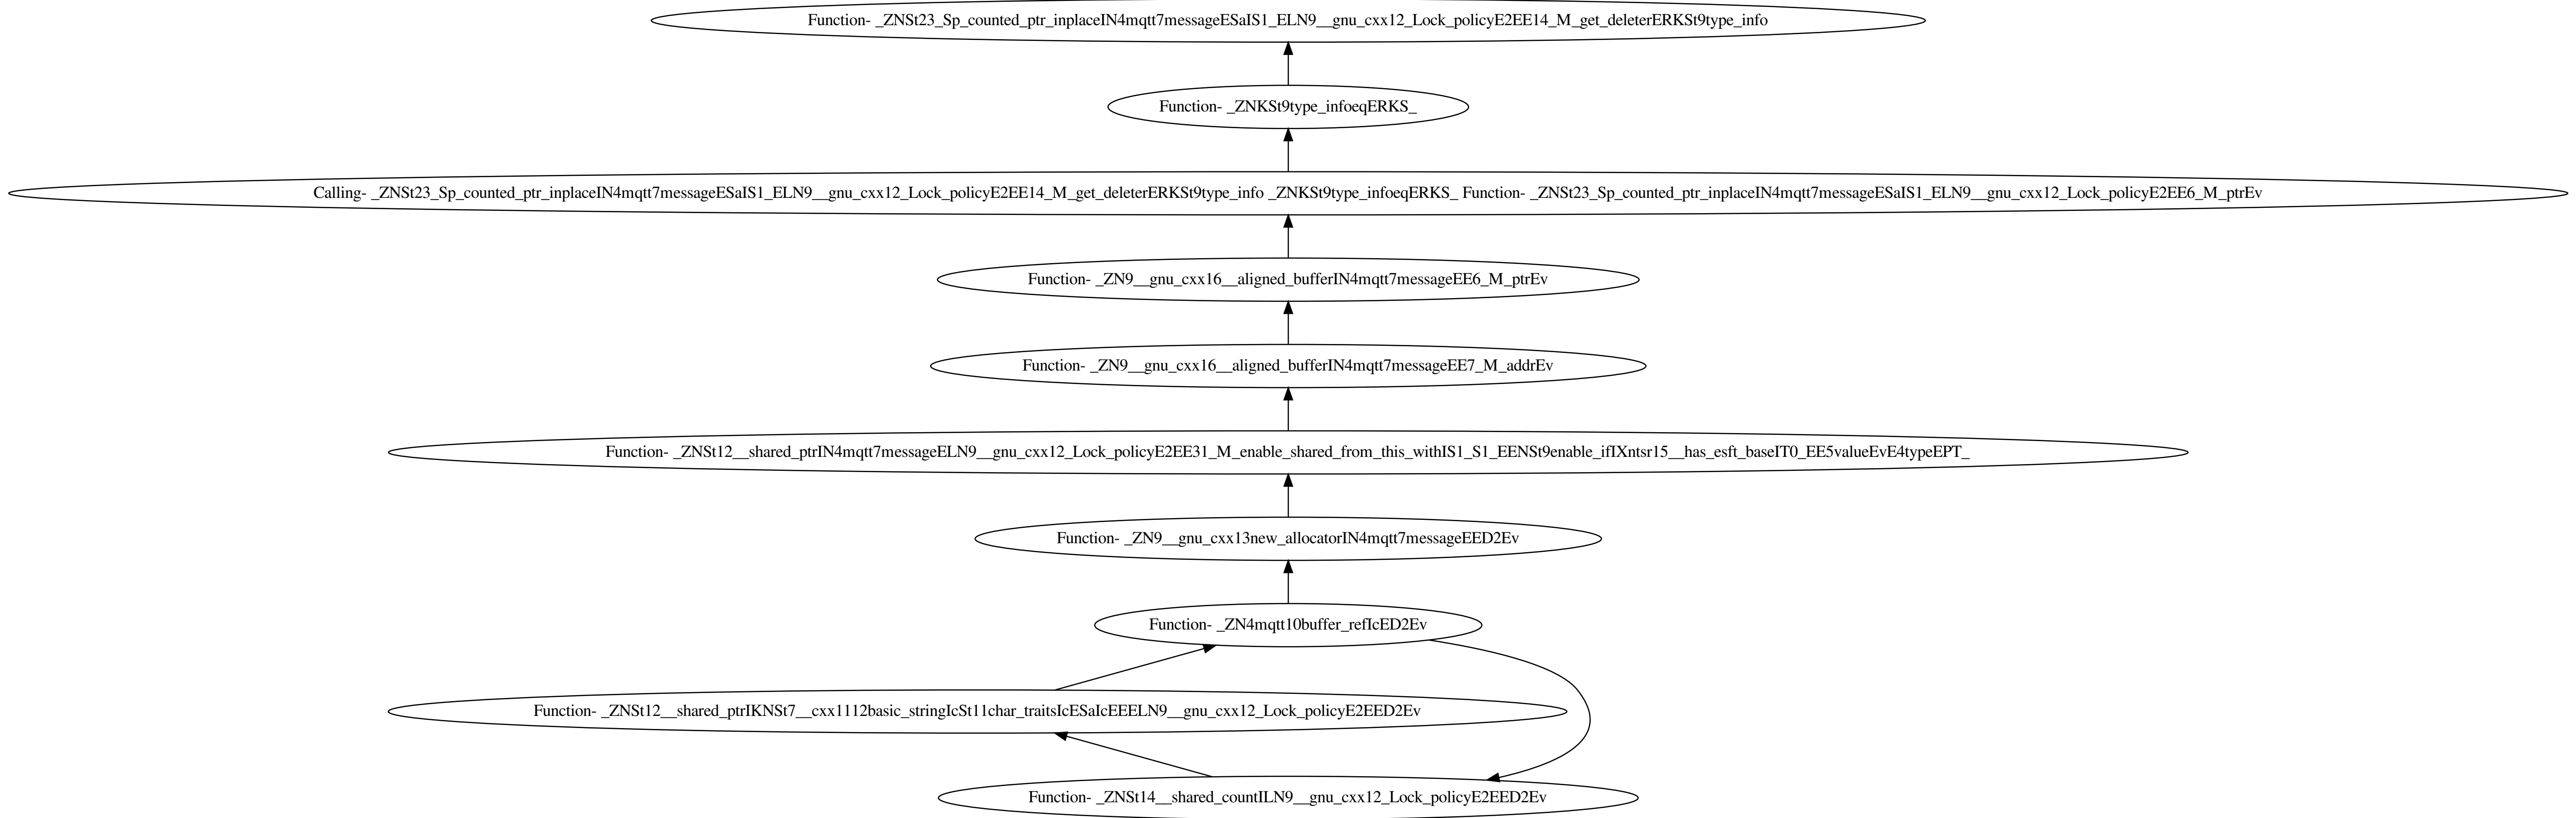 Function- _ZNSt23_Sp_counted_ptr_inplaceIN4mqtt7messageESaIS1_ELN9__gnu_cxx12_Lock_policyE2EE14_M_get_deleterERKSt9type_info
Function- _ZNKSt9type_infoeqERKS_
Calling- _ZNSt23_Sp_counted_ptr_inplaceIN4mqtt7messageESaIS1_ELN9__gnu_cxx12_Lock_policyE2EE14_M_get_deleterERKSt9type_info _ZNKSt9type_infoeqERKS_ Function- _ZNSt23_Sp_counted_ptr_inplaceIN4mqtt7messageESaIS1_ELN9__gnu_cxx12_Lock_policyE2EE6_M_ptrEv
Function- _ZN9__gnu_cxx16__aligned_bufferIN4mqtt7messageEE6_M_ptrEv
Function- _ZN9__gnu_cxx16__aligned_bufferIN4mqtt7messageEE7_M_addrEv
Function- _ZNSt12__shared_ptrIN4mqtt7messageELN9__gnu_cxx12_Lock_policyE2EE31_M_enable_shared_from_this_withIS1_S1_EENSt9enable_ifIXntsr15__has_esft_baseIT0_EE5valueEvE4typeEPT_
Function- _ZN9__gnu_cxx13new_allocatorIN4mqtt7messageEED2Ev
Function- _ZN4mqtt10buffer_refIcED2Ev
Function- _ZNSt12__shared_ptrIKNSt7__cxx1112basic_stringIcSt11char_traitsIcESaIcEEELN9__gnu_cxx12_Lock_policyE2EED2Ev
Function- _ZNSt14__shared_countILN9__gnu_cxx12_Lock_policyE2EED2Ev